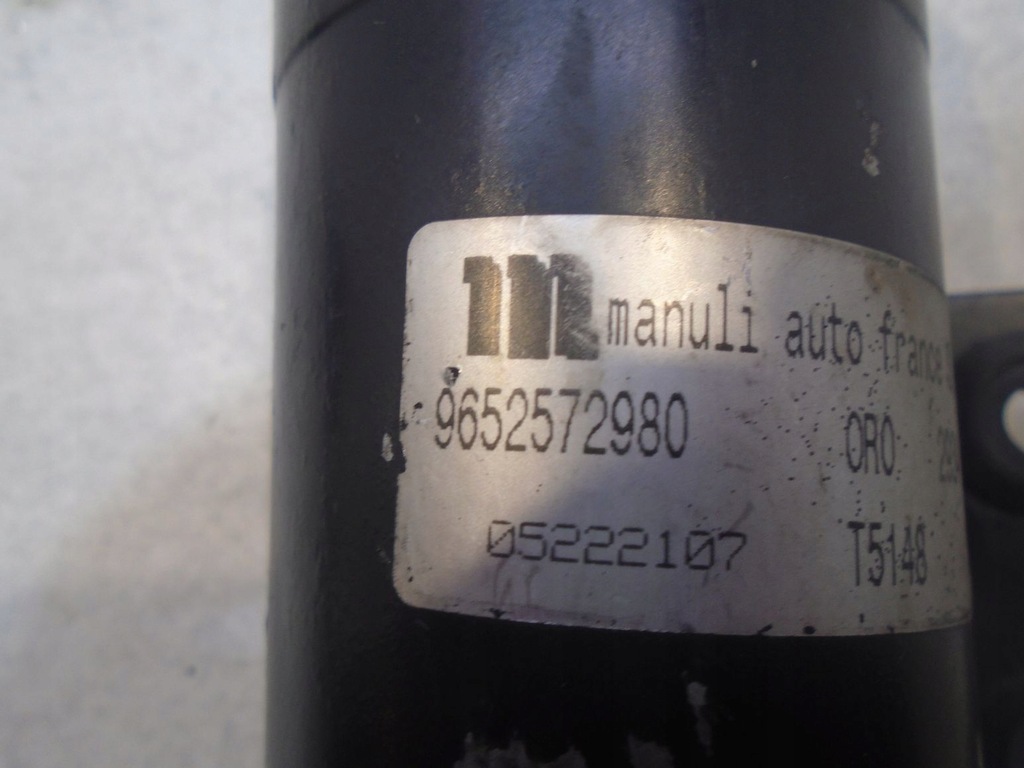 m manuli auto france
9652572980 ORO
05222107 T5148